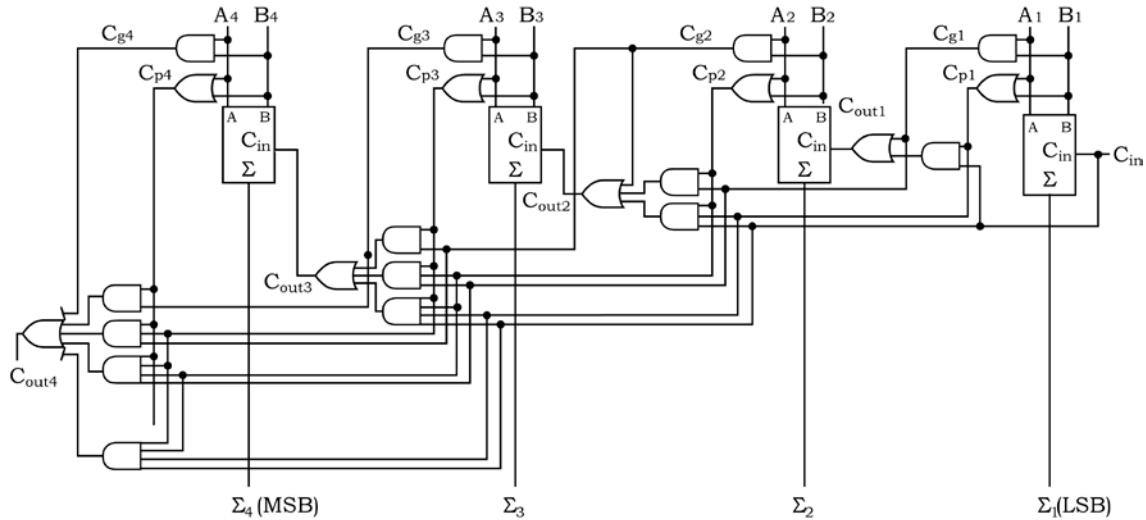 A4 B4 A3 B3 A2 B2 A1 B1
Cg4 Cg3 Cg2 Cg1
Cp4 Cp3 Cp2 Cp1
A B A B A B A B
Cout1
Cin Cin Cin Cin Cin
Σ Σ Σ Σ
Cout2
Cout3
Cout4
Σ4 (MSB) Σ3 Σ2 Σ1(LSB)